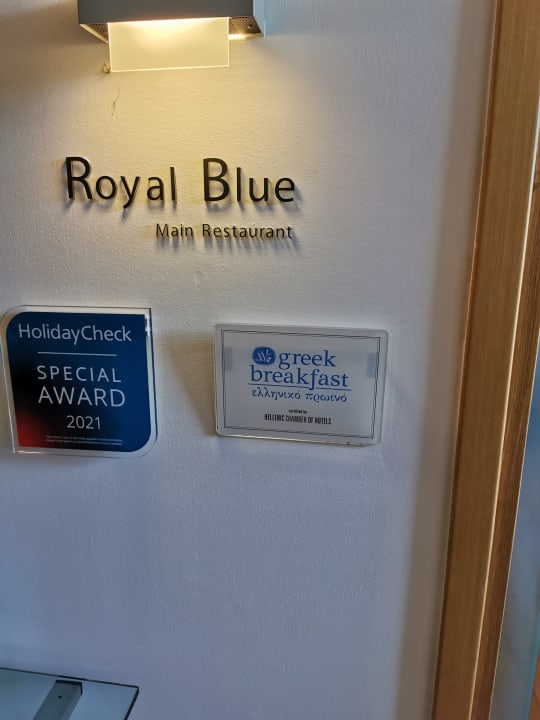 Royal Blue
Main Restaurant
HolidayCheck
SPECIAL
AWARD
2021
greek
breakfast
ελληνικό πρωινό
certified by
HELLENIC CHAMBER OF HOTELS